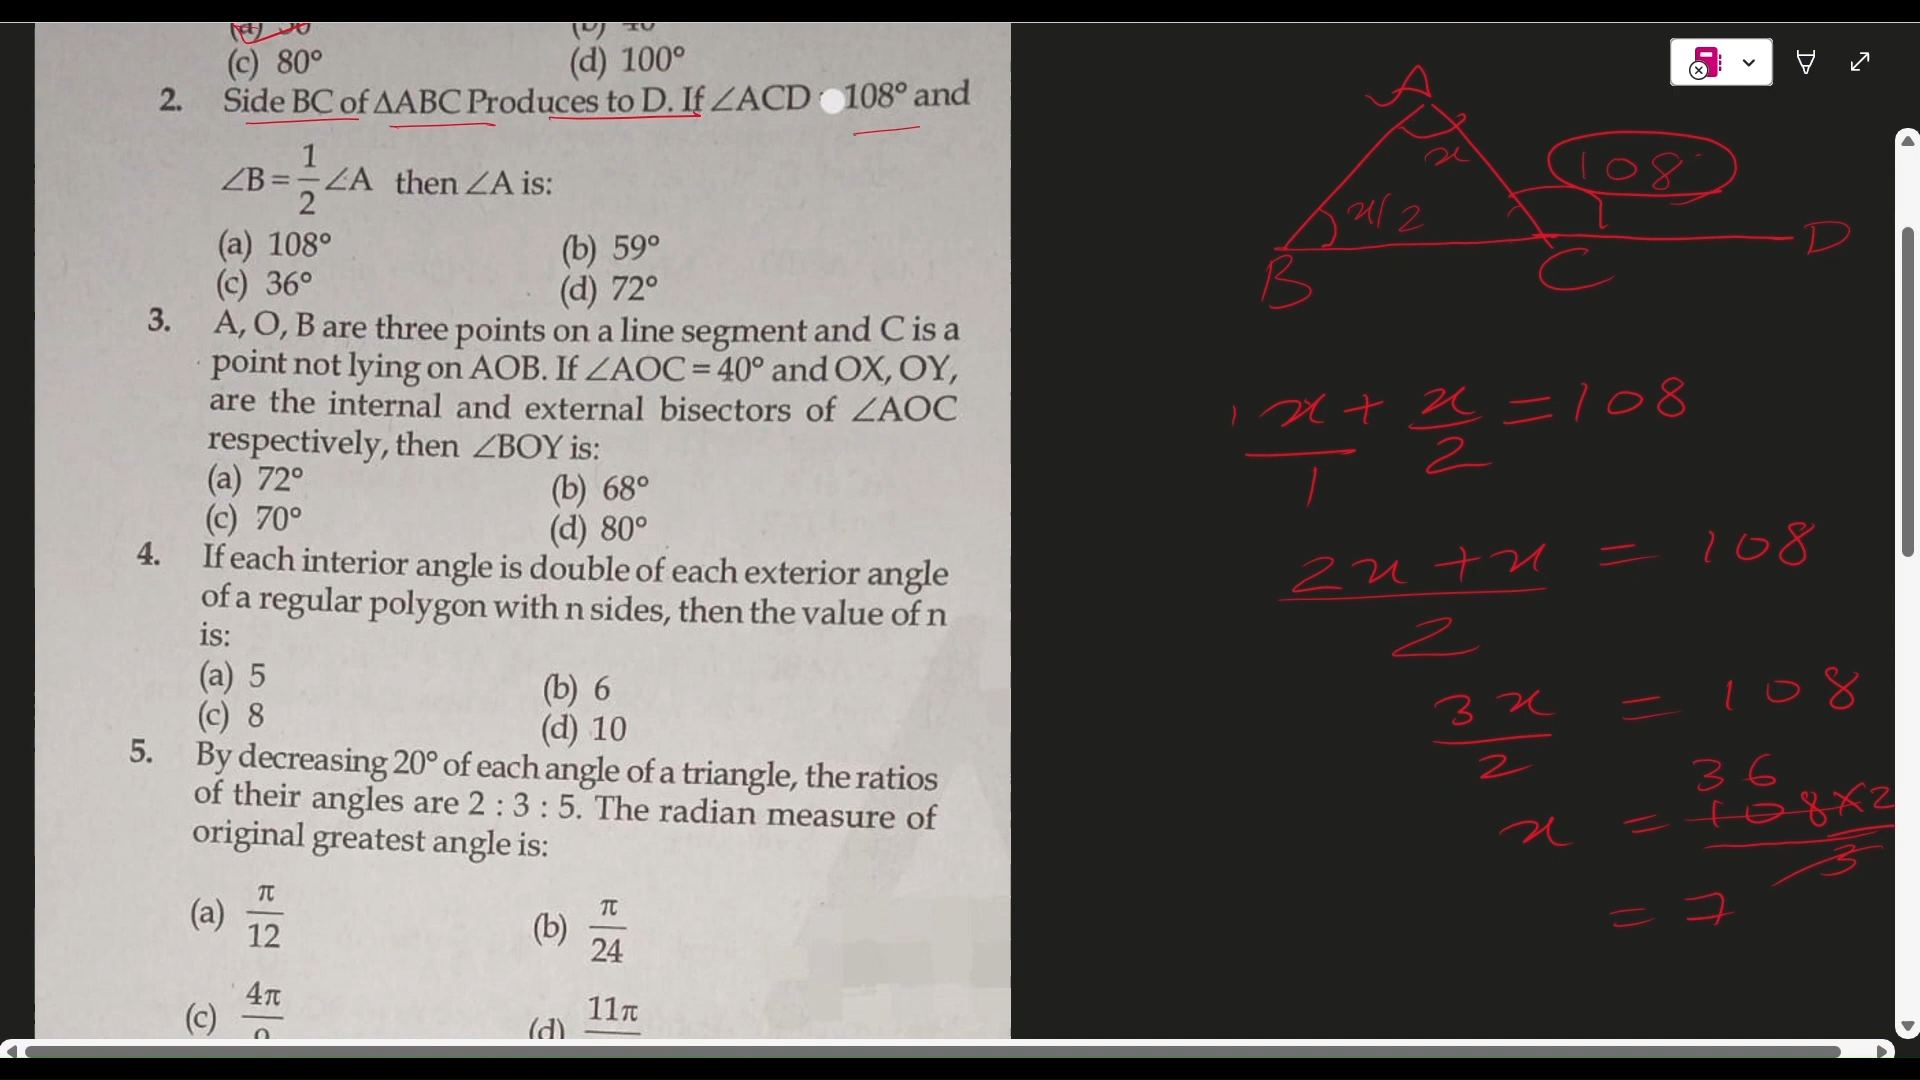 (c) 80° (d) 100°
2. Side BC of ΔABC Produces to D. If ∠ACD 108° and
∠B = 1/2 ∠A then ∠A is:
(a) 108° (b) 59°
(c) 36° (d) 72°
3. A, O, B are three points on a line segment and C is a
point not lying on AOB. If ∠AOC = 40° and OX, OY,
are the internal and external bisectors of ∠AOC
respectively, then ∠BOY is:
(a) 72° (b) 68°
(c) 70° (d) 80°
4. If each interior angle is double of each exterior angle
of a regular polygon with n sides, then the value of n
is:
(a) 5 (b) 6
(c) 8 (d) 10
5. By decreasing 20° of each angle of a triangle, the ratios
of their angles are 2 : 3 : 5. The radian measure of
original greatest angle is:
(a) π/12 (b) π/24
(c) 4π (d) 11π
A
x
108
x/2
B
C
D
x/1 + x/2 = 108
2x + x / 2 = 108
3x/2 = 108
36
x = 108×2/3
= 7